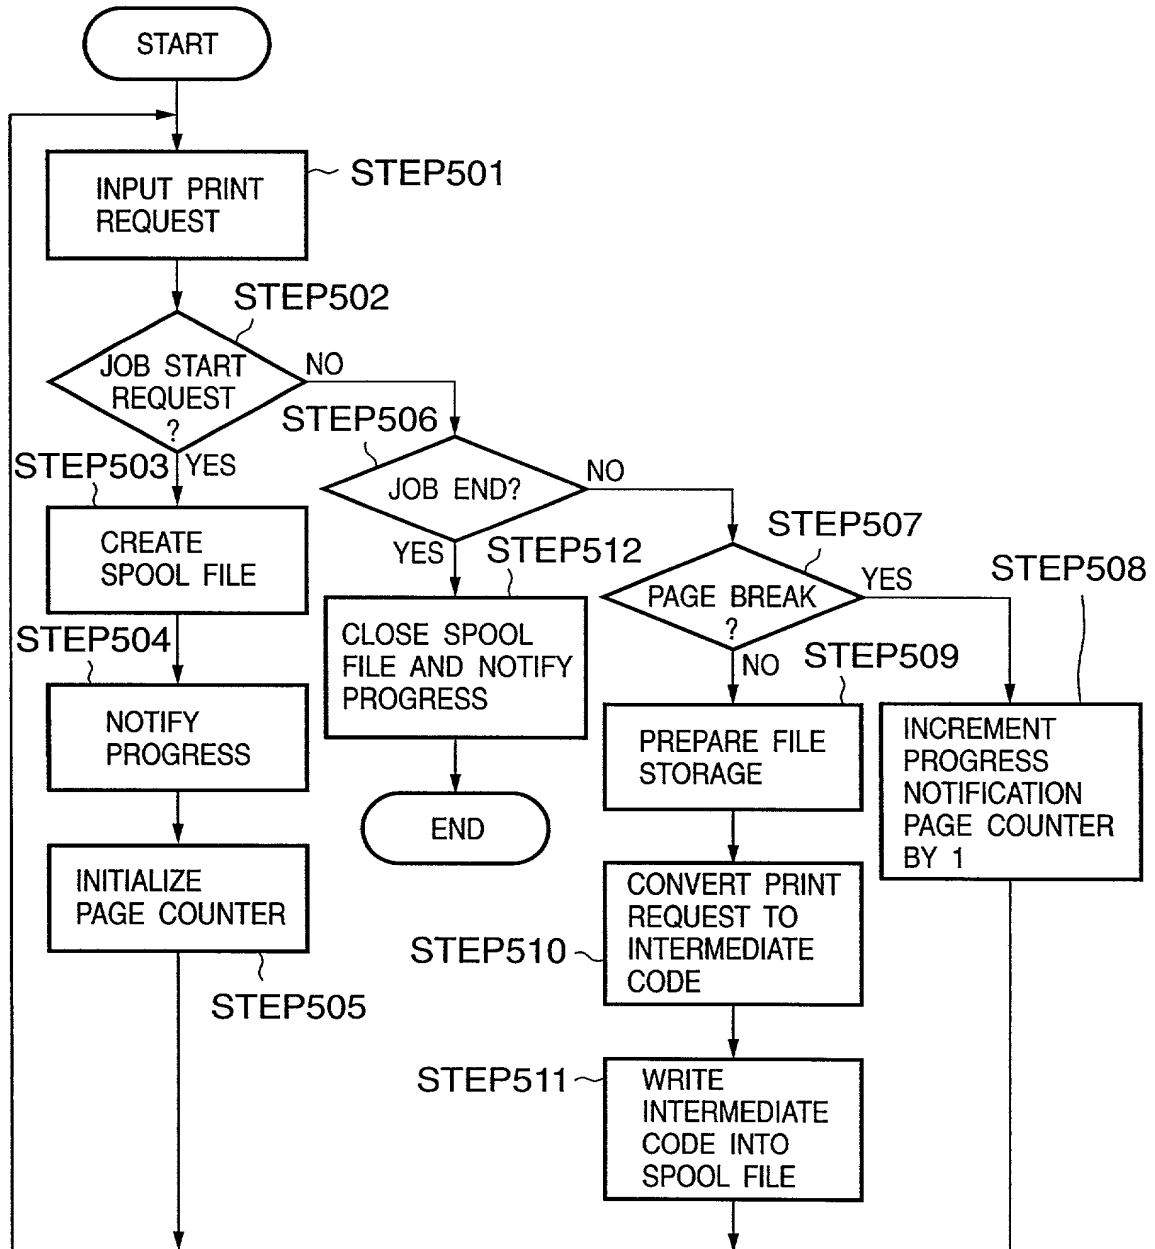 START
INPUT PRINT
REQUEST
STEP501
STEP502
JOB START
REQUEST
?
NO
YES
STEP503
CREATE
SPOOL FILE
STEP504
NOTIFY
PROGRESS
INITIALIZE
PAGE COUNTER
STEP505
STEP506
JOB END?
NO
YES
STEP512
CLOSE SPOOL
FILE AND NOTIFY
PROGRESS
END
STEP507
PAGE BREAK
?
YES
NO
STEP508
INCREMENT
PROGRESS
NOTIFICATION
PAGE COUNTER
BY 1
STEP509
PREPARE FILE
STORAGE
CONVERT PRINT
REQUEST TO
INTERMEDIATE
CODE
STEP510
STEP511
WRITE
INTERMEDIATE
CODE INTO
SPOOL FILE